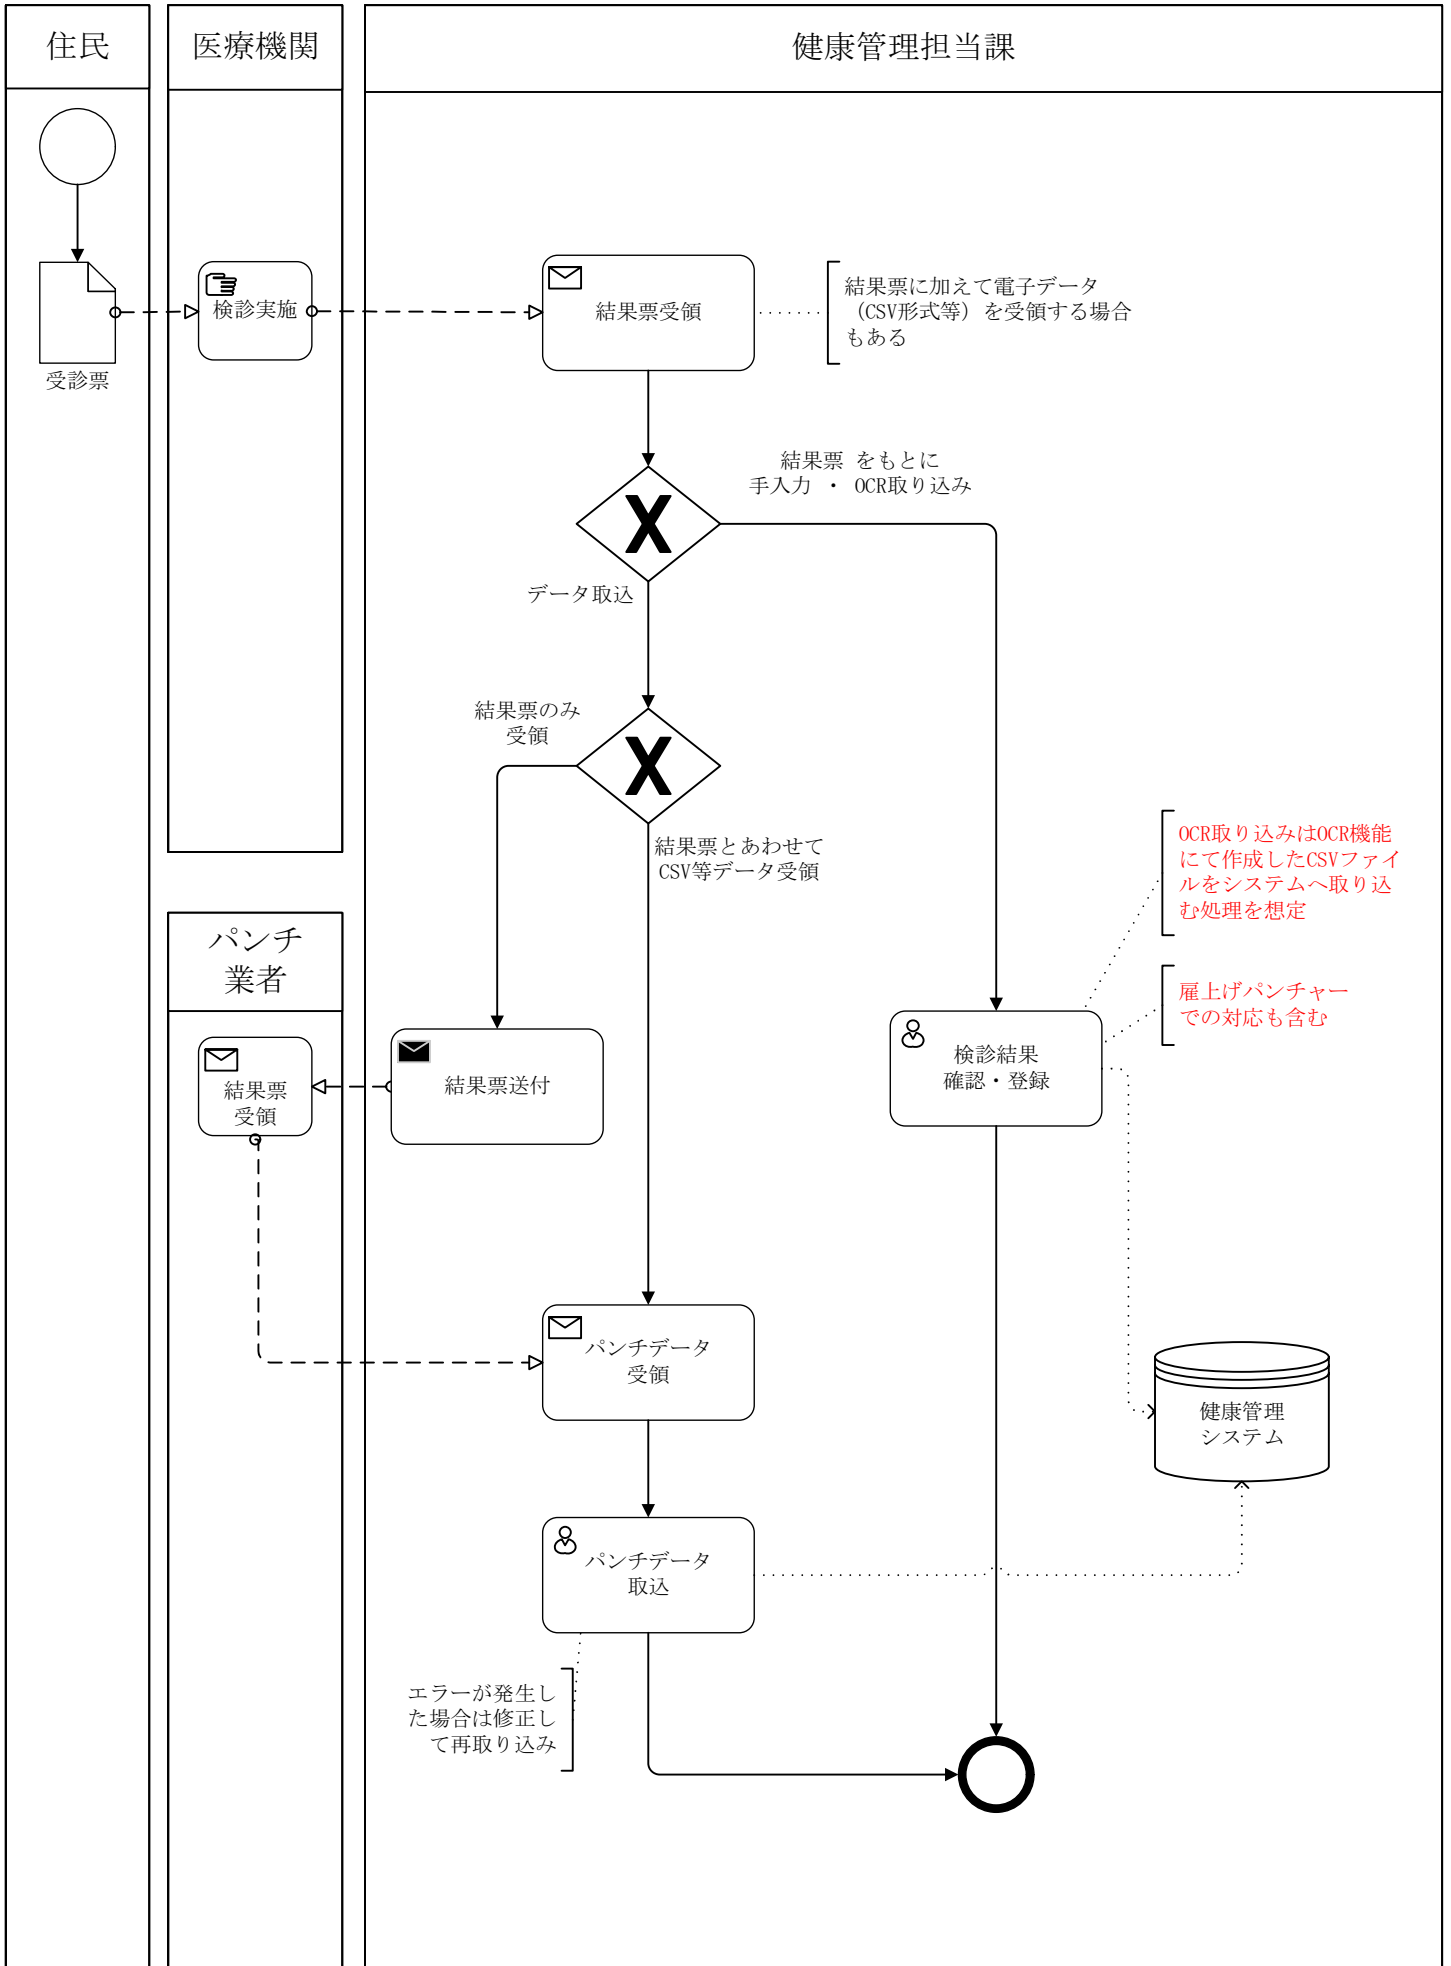 住民
医療機関
健康管理担当課
検診実施
受診票
結果票受領
結果票に加えて電子データ
（CSV形式等）を受領する場合
もある
結果票 をもとに
手入力 ・ OCR取り込み
データ取込
結果票のみ
受領
結果票とあわせて
CSV等データ受領
OCR取り込みはOCR機能
にて作成したCSVファイ
ルをシステムへ取り込
む処理を想定
パンチ
業者
雇上げパンチャー
での対応も含む
結果票
受領
結果票送付
検診結果
確認・登録
パンチデータ
受領
健康管理
システム
パンチデータ
取込
エラーが発生し
た場合は修正し
て再取り込み